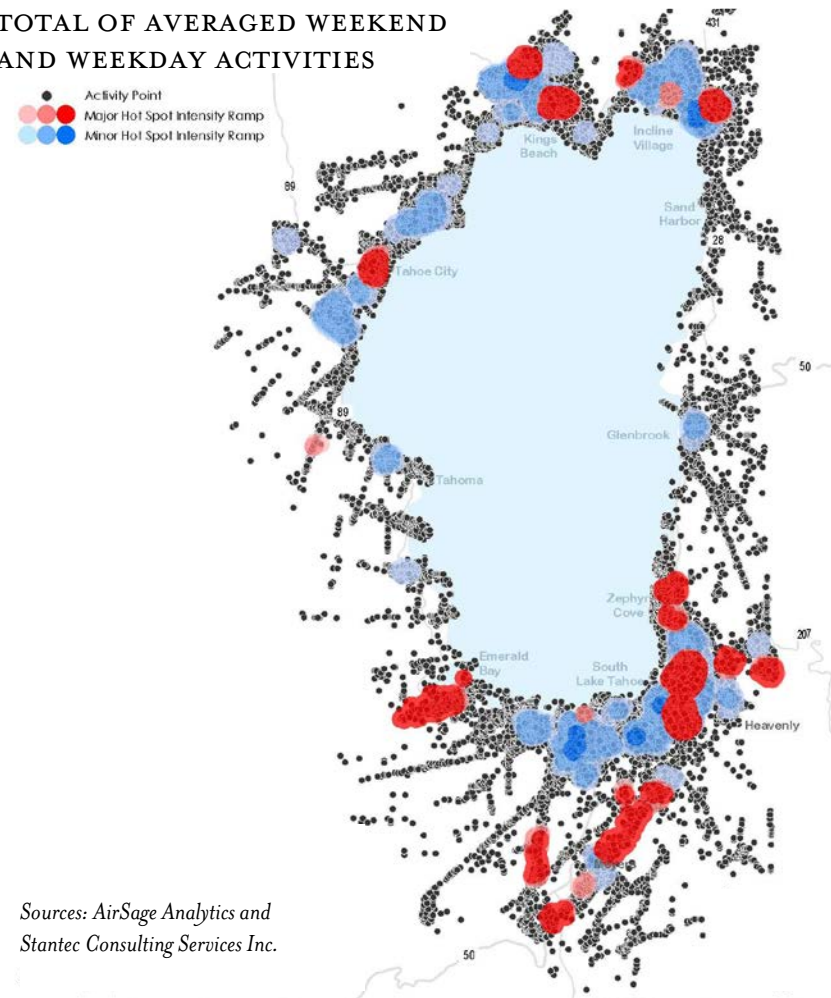 TOTAL OF AVERAGED WEEKEND
AND WEEKDAY ACTIVITIES
Activity Point
Major Hot Spot Intensity Ramp
Minor Hot Spot Intensity Ramp
431
Kings
Beach
Incline
Village
89
Sand
Harbor
28
Tahoe City
50
89
Glenbrook
Tahoma
Zephyr
Cove
207
Emerald
Bay
South
Lake Tahoe
Heavenly
Sources: AirSage Analytics and
Stantec Consulting Services Inc.
50